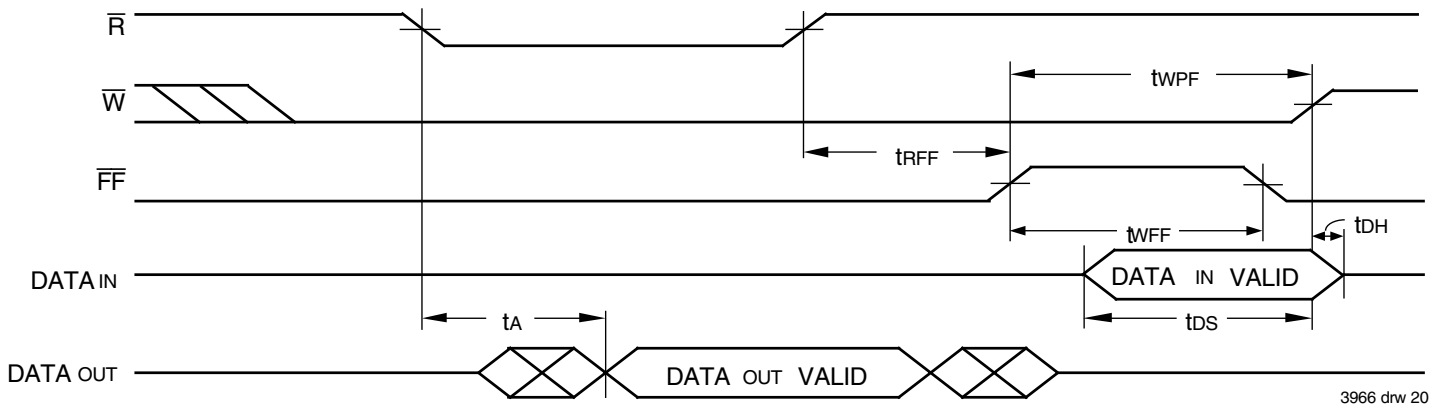 R̅
tWPF
W̅
tRFF
F̅F̅
tWFF
tDH
DATA IN
DATA IN VALID
tA
tDS
DATA OUT
DATA OUT VALID
3966 drw 20